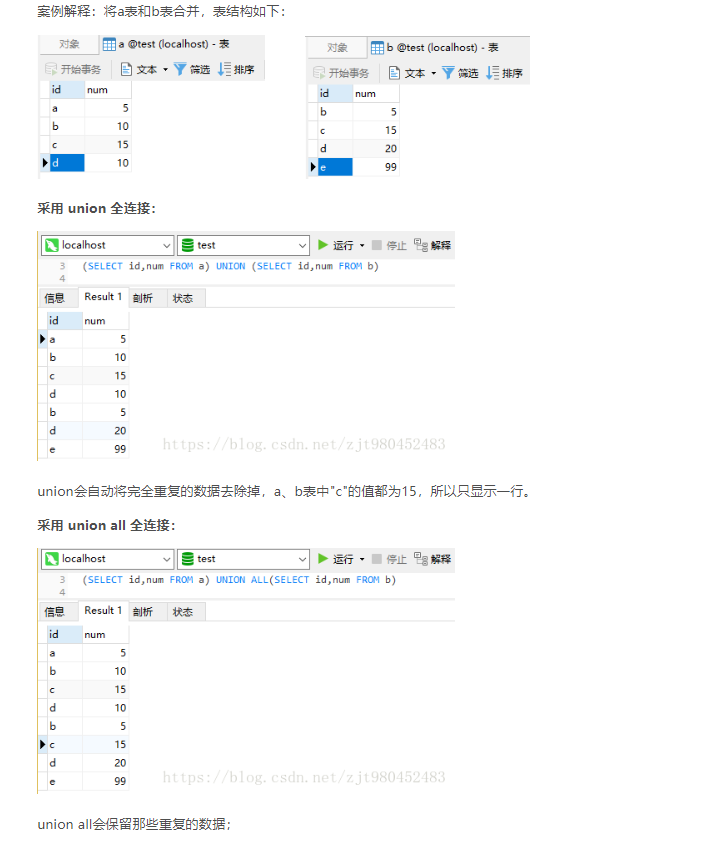 案例解释：将a表和b表合并，表结构如下：
对象 a @test (localhost) - 表
开始事务 文本 筛选 排序
id num
a 5
b 10
c 15
d 10
对象 b @test (localhost) - 表
开始事务 文本 筛选 排序
id num
b 5
c 15
d 20
e 99
采用 union 全连接：
localhost test 运行 停止 解释
3 (SELECT id,num FROM a) UNION (SELECT id,num FROM b)
4
信息 Result 1 剖析 状态
id num
a 5
b 10
c 15
d 10
b 5
d 20
e 99
https://blog.csdn.net/zjt980452483
union会自动将完全重复的数据去除掉，a、b表中"c"的值都为15，所以只显示一行。
采用 union all 全连接：
localhost test 运行 停止 解释
3 (SELECT id,num FROM a) UNION ALL(SELECT id,num FROM b)
4
信息 Result 1 剖析 状态
id num
a 5
b 10
c 15
d 10
b 5
c 15
d 20
e 99
https://blog.csdn.net/zjt980452483
union all会保留那些重复的数据；